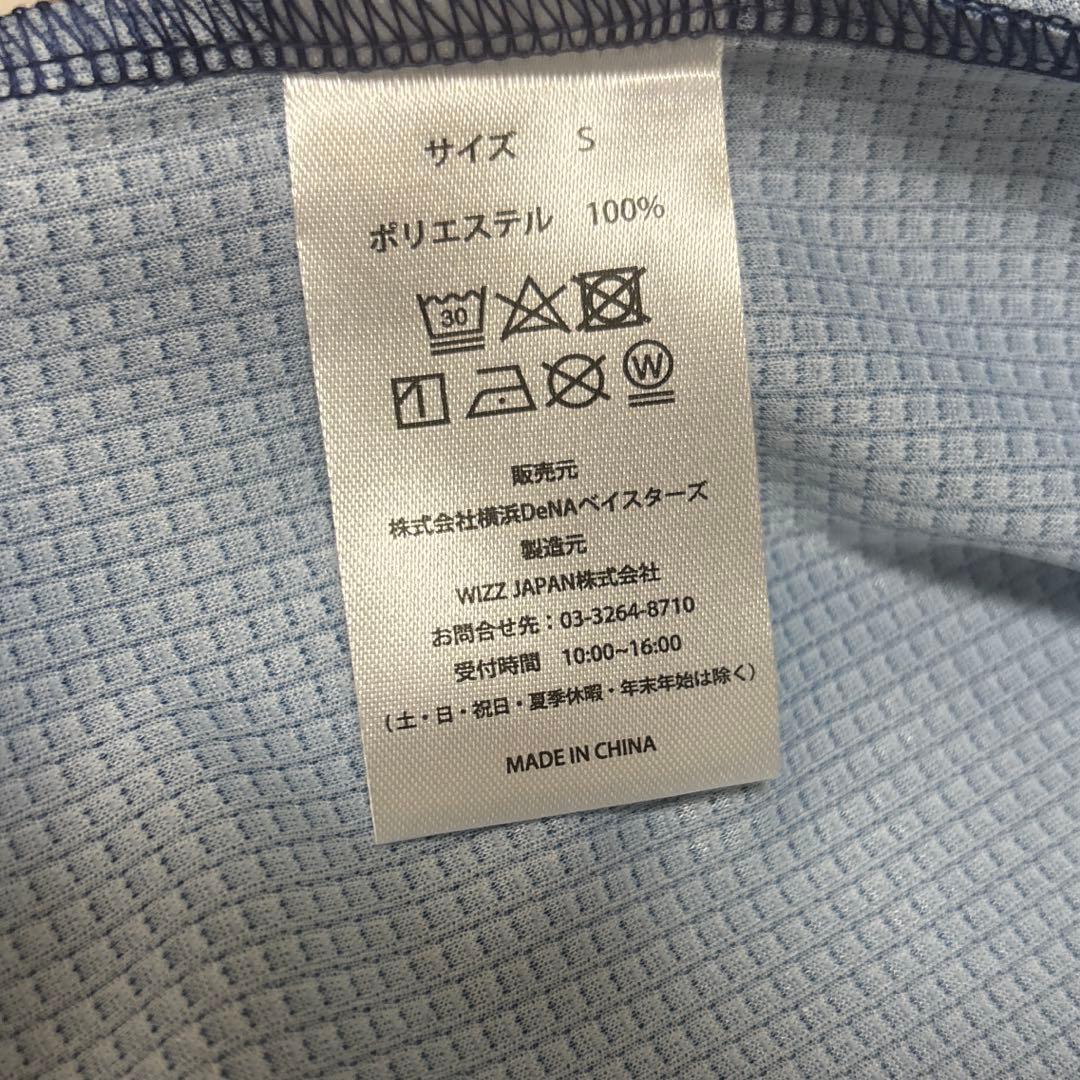 サイズ S
ポリエステル 100%
30
W
販売元
株式会社横浜DeNAベイスターズ
製造元
WIZZ JAPAN株式会社
お問合せ先：03-3264-8710
受付時間 10:00~16:00
(土・日・祝日・夏季休暇・年末年始は除く)
MADE IN CHINA